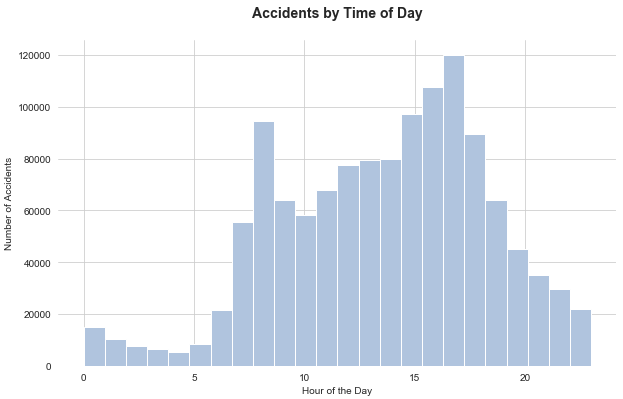 Accidents by Time of Day
120000
100000
80000
60000
40000
20000
0
Number of Accidents
0 5 10 15 20
Hour of the Day